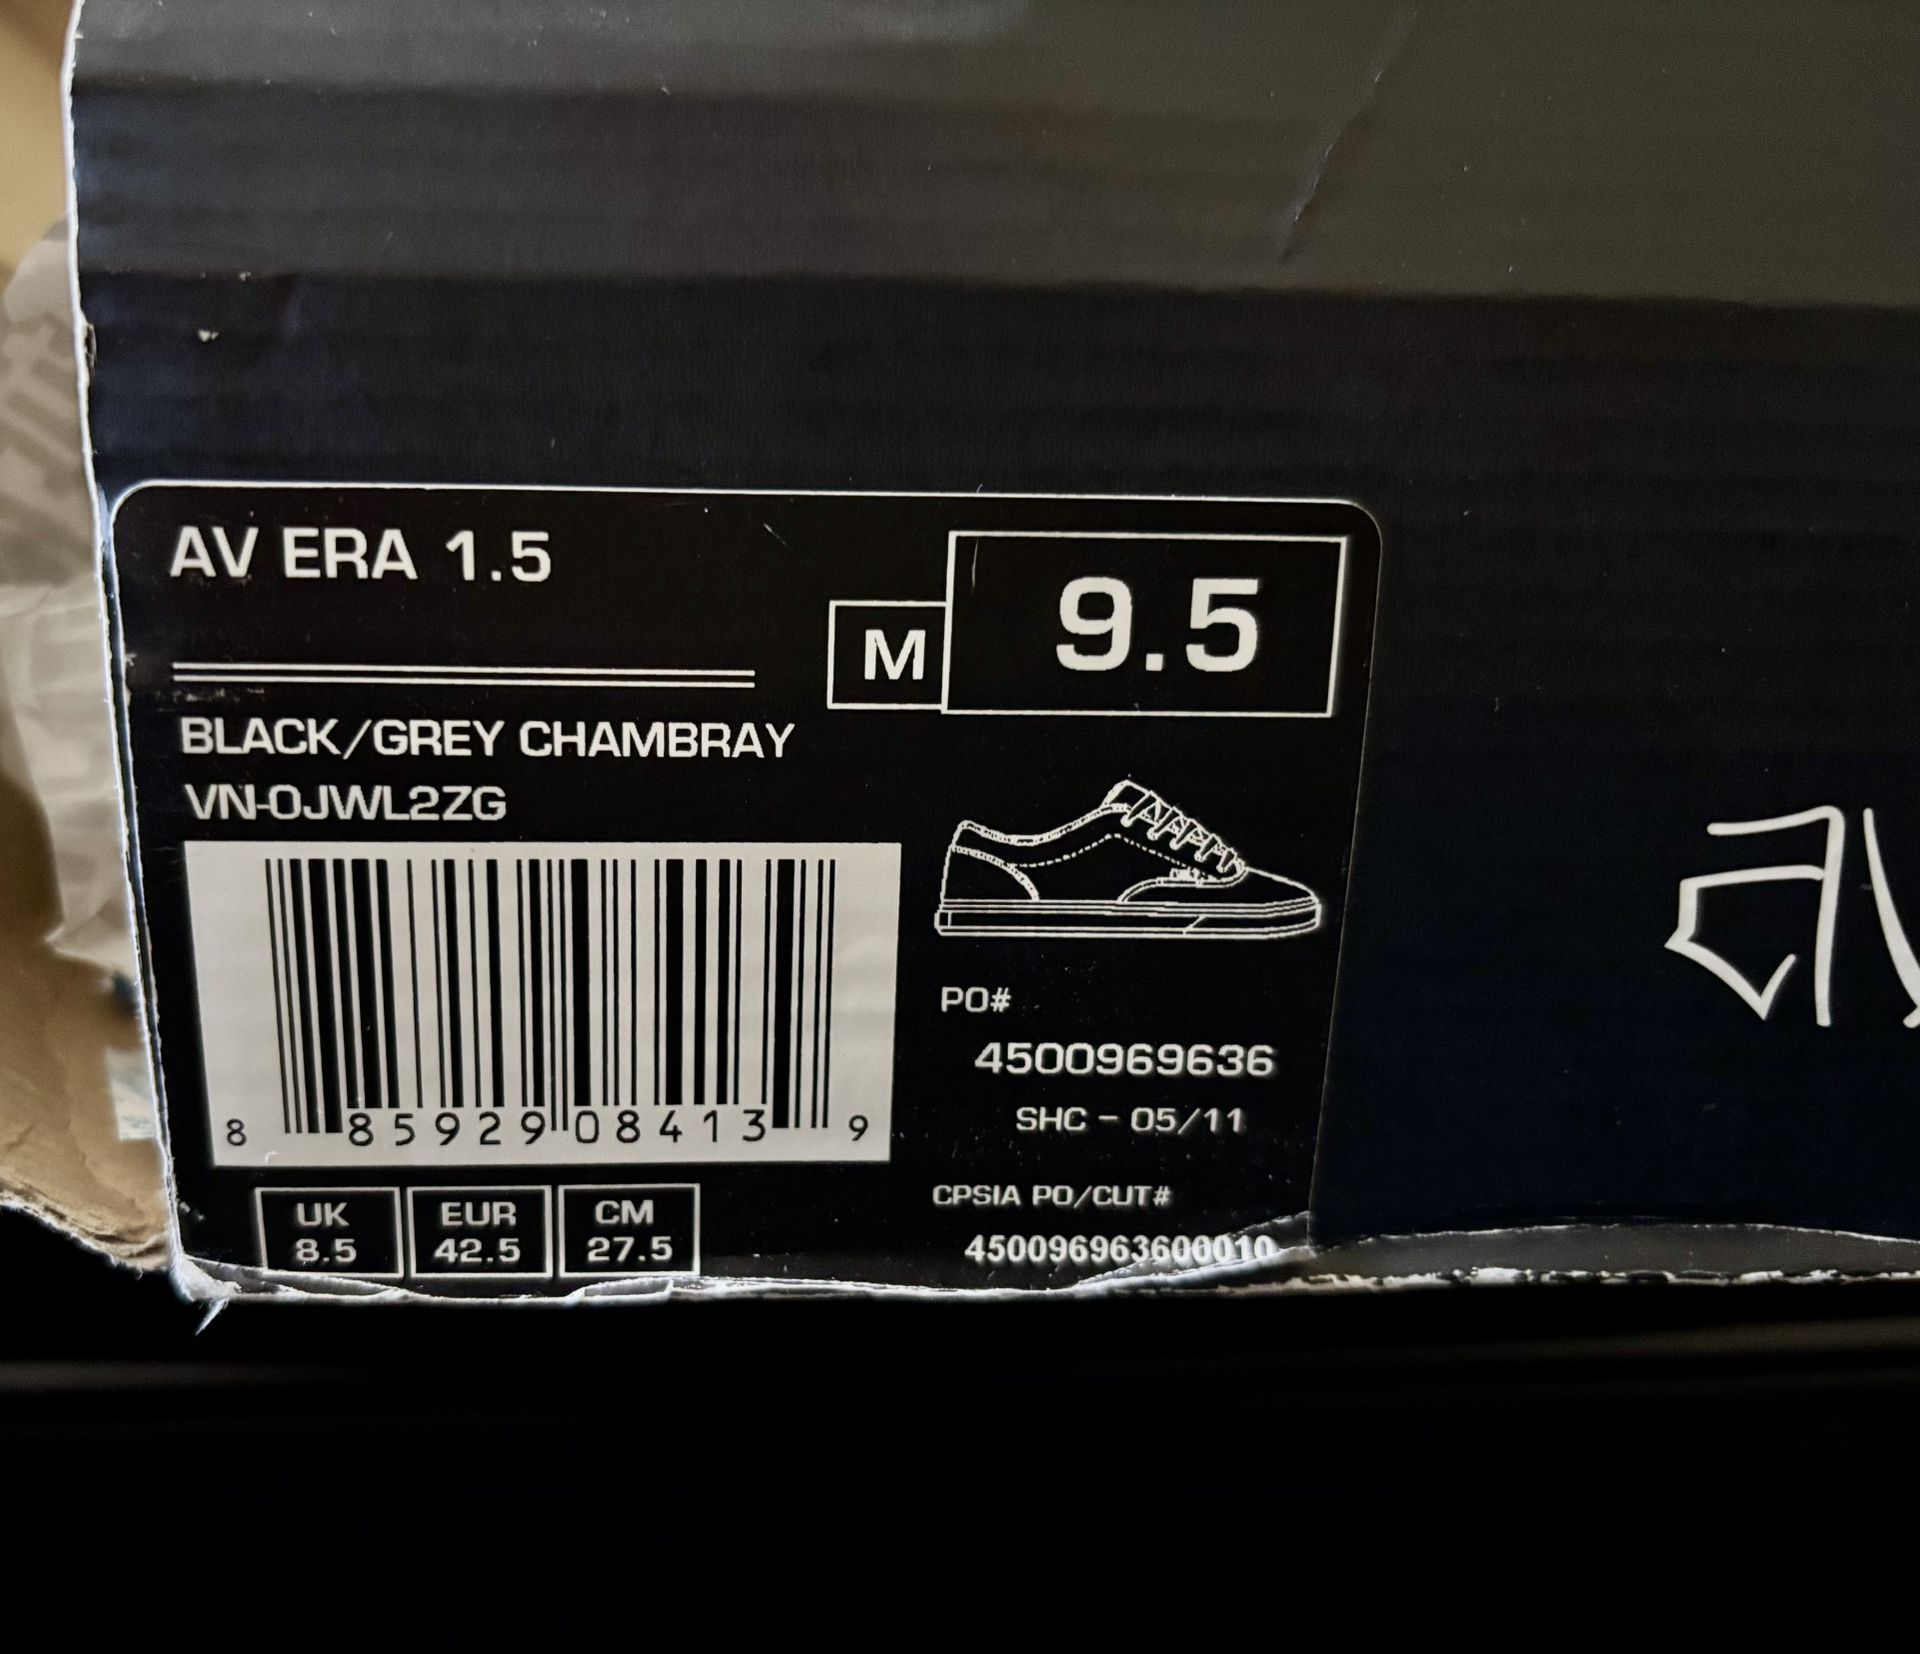 AV ERA 1.5
M 9.5
BLACK/GREY CHAMBRAY
VN-0JWL2ZG
8 85929 08413 9
PO#
4500969636
SHC - 05/11
CPSIA PO/CUT#
450096963600010
UK EUR CM
8.5 42.5 27.5